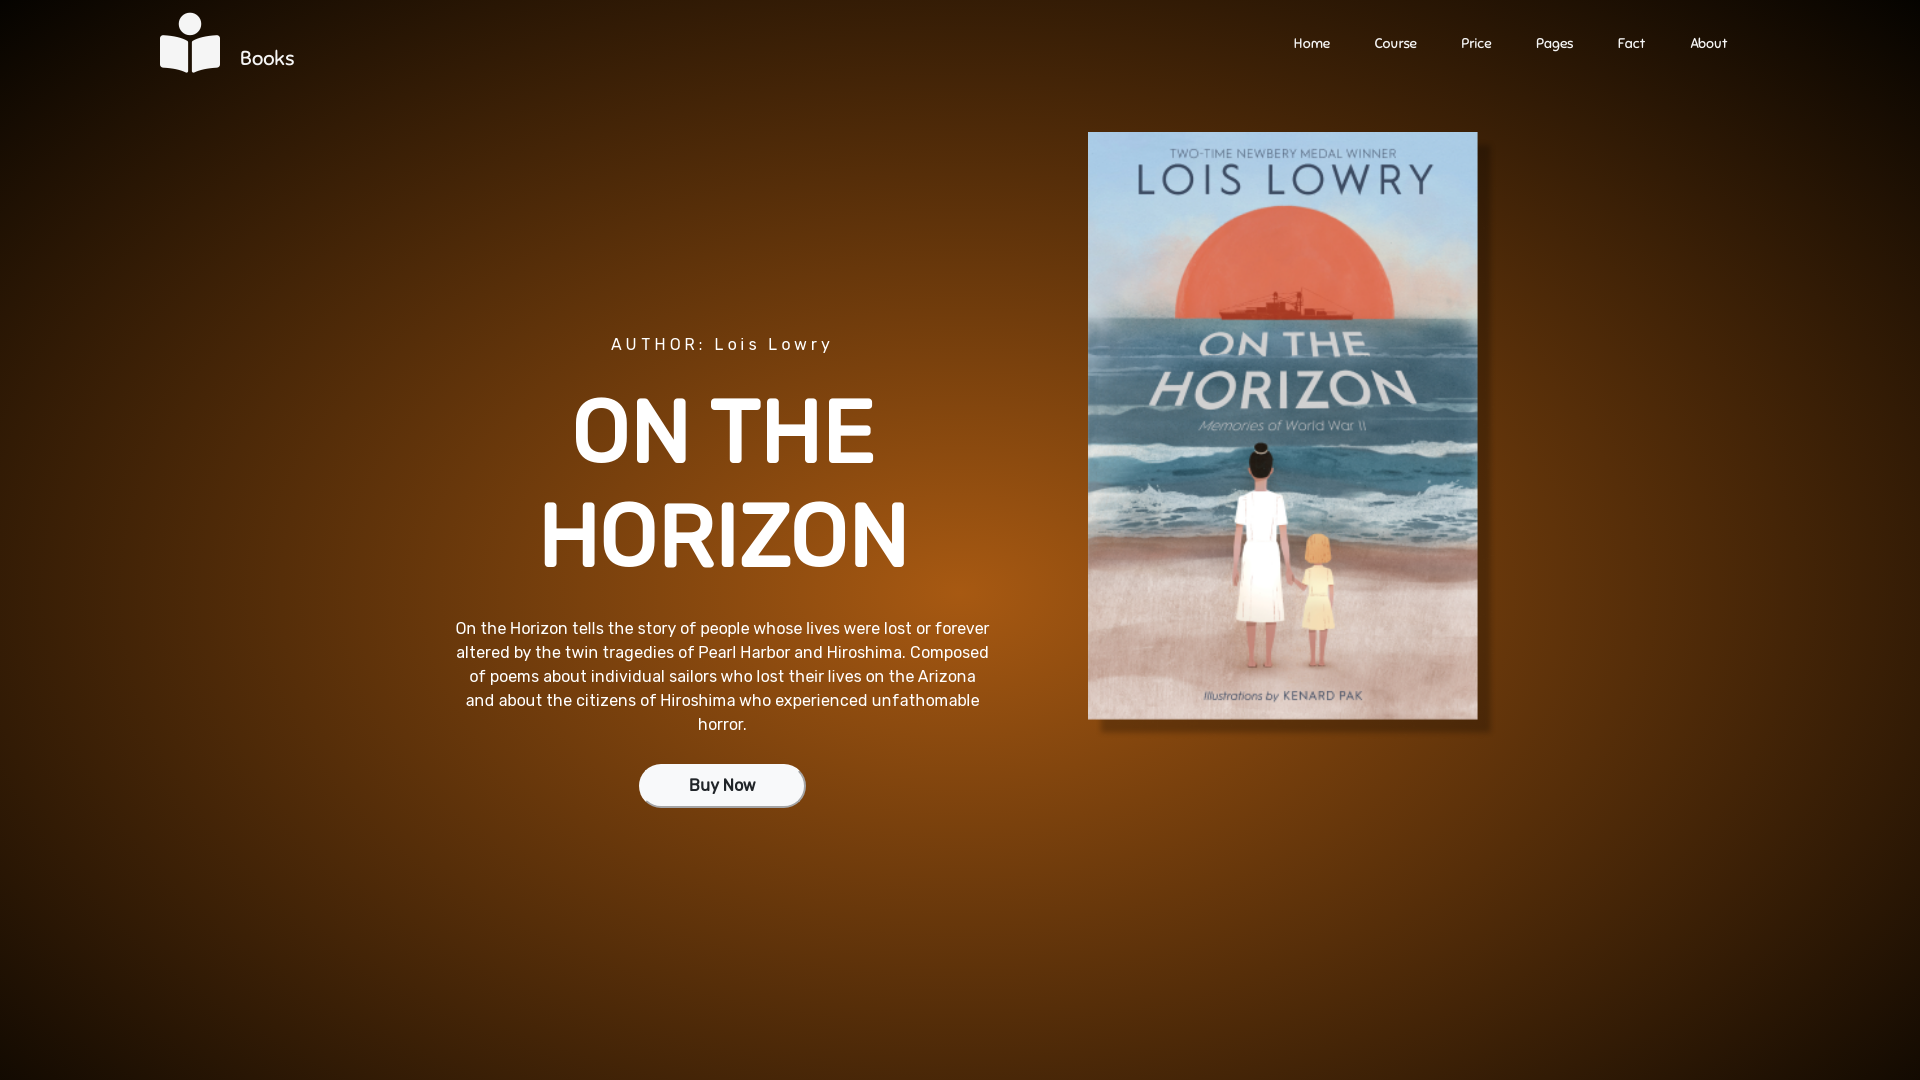 Books
Home
Course
Price
Pages
Fact
About
AUTHOR: Lois Lowry
ON THE
HORIZON
On the Horizon tells the story of people whose lives were lost or forever
altered by the twin tragedies of Pearl Harbor and Hiroshima. Composed
of poems about individual sailors who lost their lives on the Arizona
and about the citizens of Hiroshima who experienced unfathomable
horror.
Buy Now
TWO-TIME NEWBERY MEDAL WINNER
LOIS LOWRY
ON THE
HORIZON
Memories of World War II
Illustrations by KENARD PAK